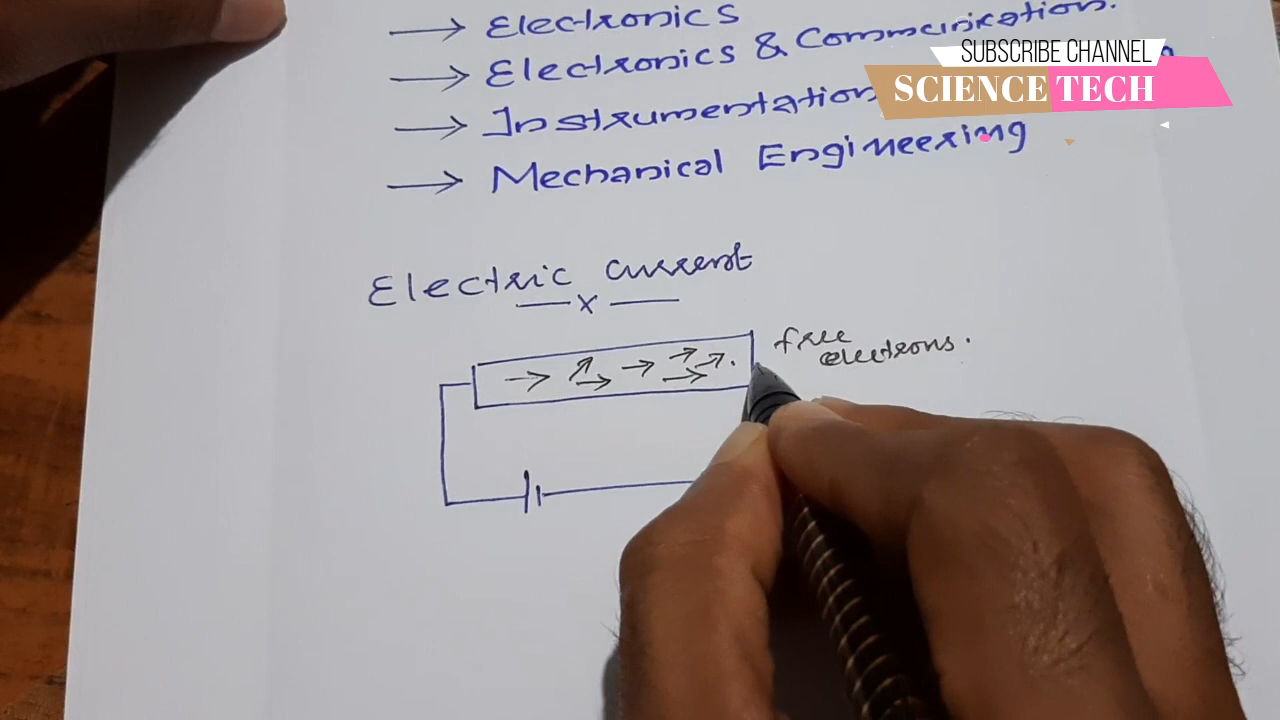 → Electronics
→ Electronics & Communication.
SUBSCRIBE CHANNEL
SCIENCE TECH
→ Instrumentation
→ Mechanical Engineering
Electric current
— x —
free
electrons.